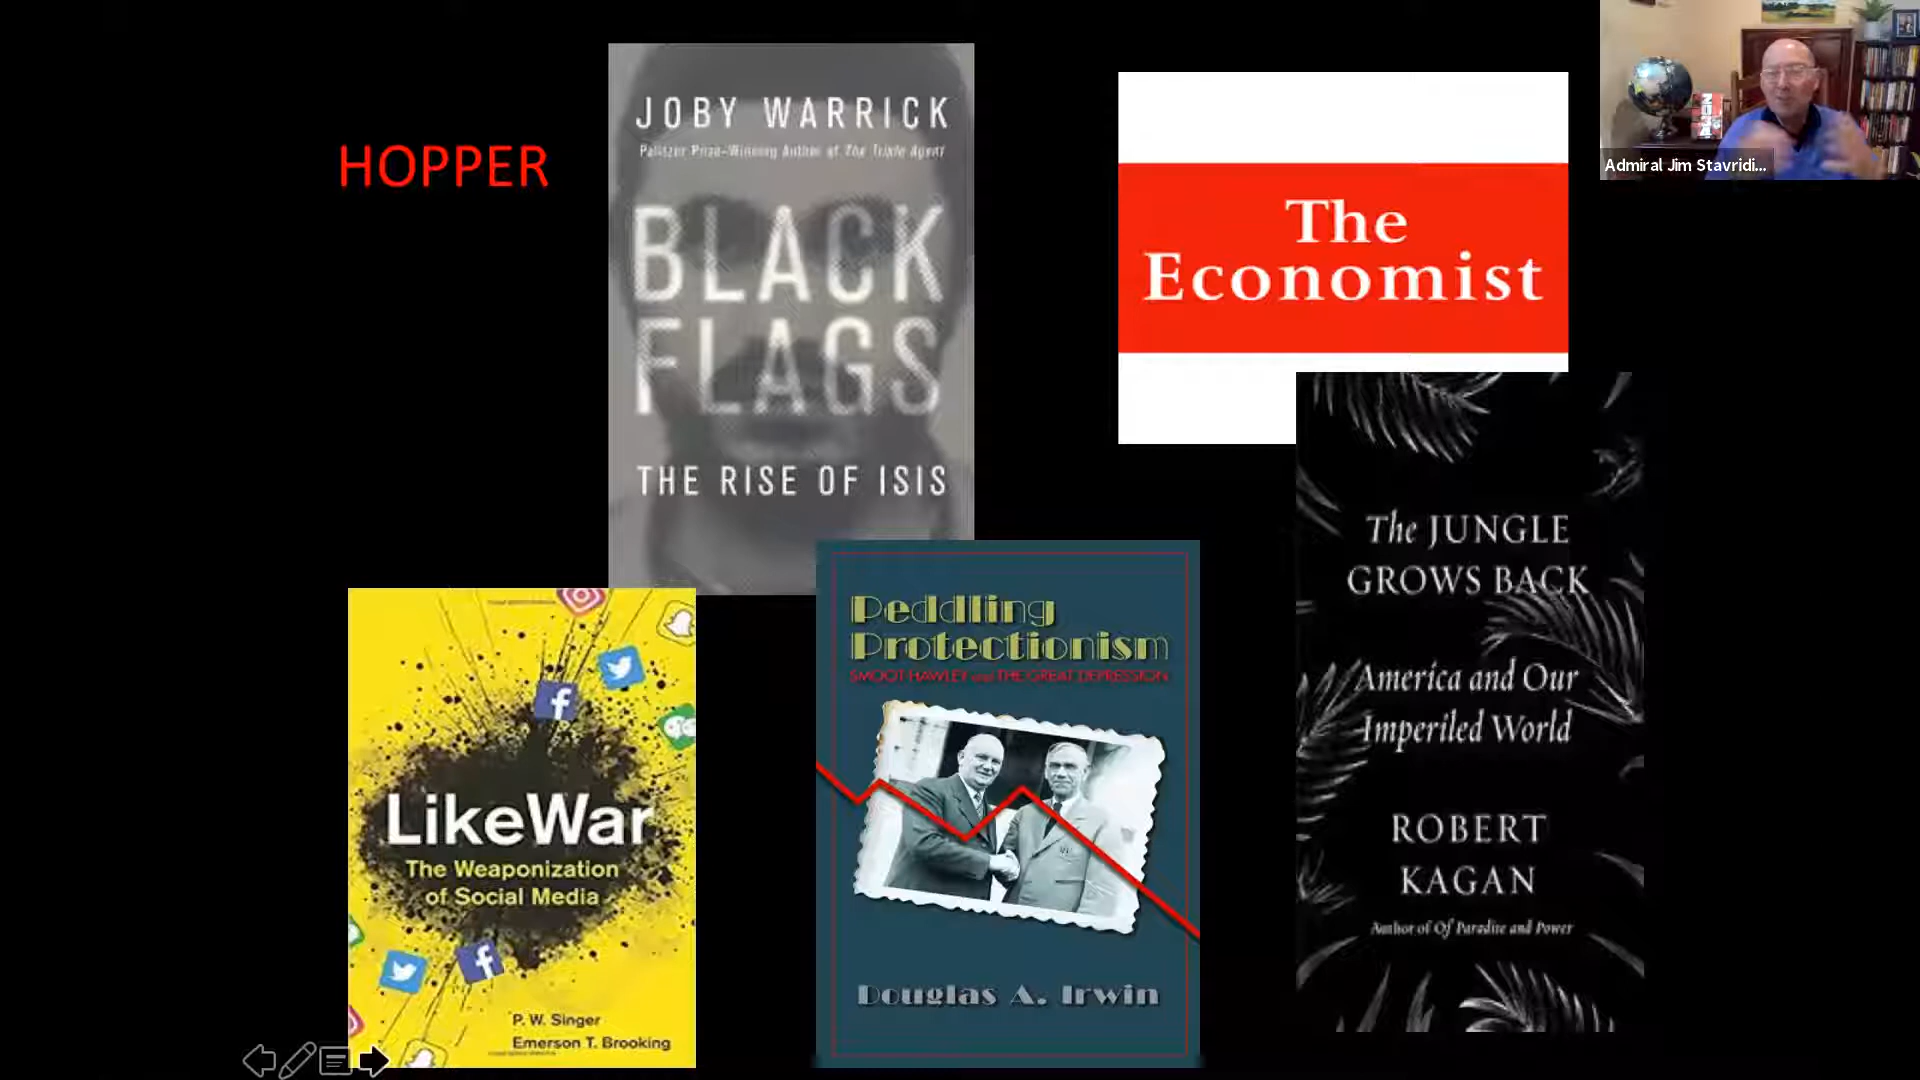 HOPPER
JOBY WARRICK
Pulitzer Prize-Winning Author of The Triple Agent
BLACK
FLAGS
THE RISE OF ISIS
The
Economist
Admiral Jim Stavridi...
The JUNGLE
GROWS BACK
America and Our
Imperiled World
ROBERT
KAGAN
Author of Of Paradise and Power
Peddling
Protectionism
SMOOT-HAWLEY and THE GREAT DEPRESSION
Douglas A. Irwin
LikeWar
The Weaponization
of Social Media
P. W. Singer
Emerson T. Brooking